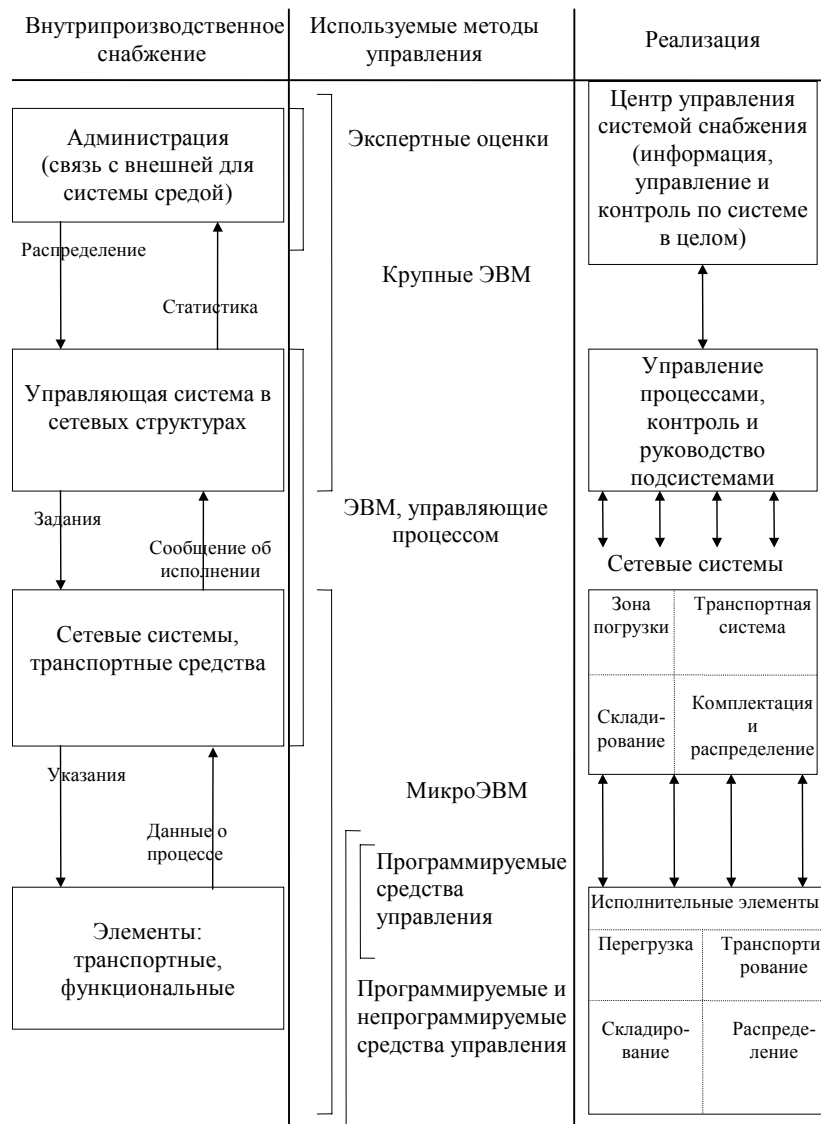 Внутрипроизводственное
снабжение
Используемые методы
управления
Реализация
Администрация
(связь с внешней для
системы средой)
Распределение
Статистика
Управляющая система в
сетевых структурах
Задания
Сообщение об
исполнении
Сетевые системы,
транспортные средства
Указания
Данные о
процессе
Элементы:
транспортные,
функциональные
Экспертные оценки
Крупные ЭВМ
ЭВМ, управляющие
процессом
МикроЭВМ
Программируемые
средства
управления
Программируемые и
непрограммируемые
средства управления
Центр управления
системой снабжения
(информация,
управление и
контроль по системе
в целом)
Управление
процессами,
контроль и
руководство
подсистемами
Сетевые системы
Зона
погрузки
Транспортная
система
Склади-
рование
Комплектация
и
распределение
Исполнительные элементы
Перегрузка
Транспорти
рование
Складиро-
вание
Распреде-
ление